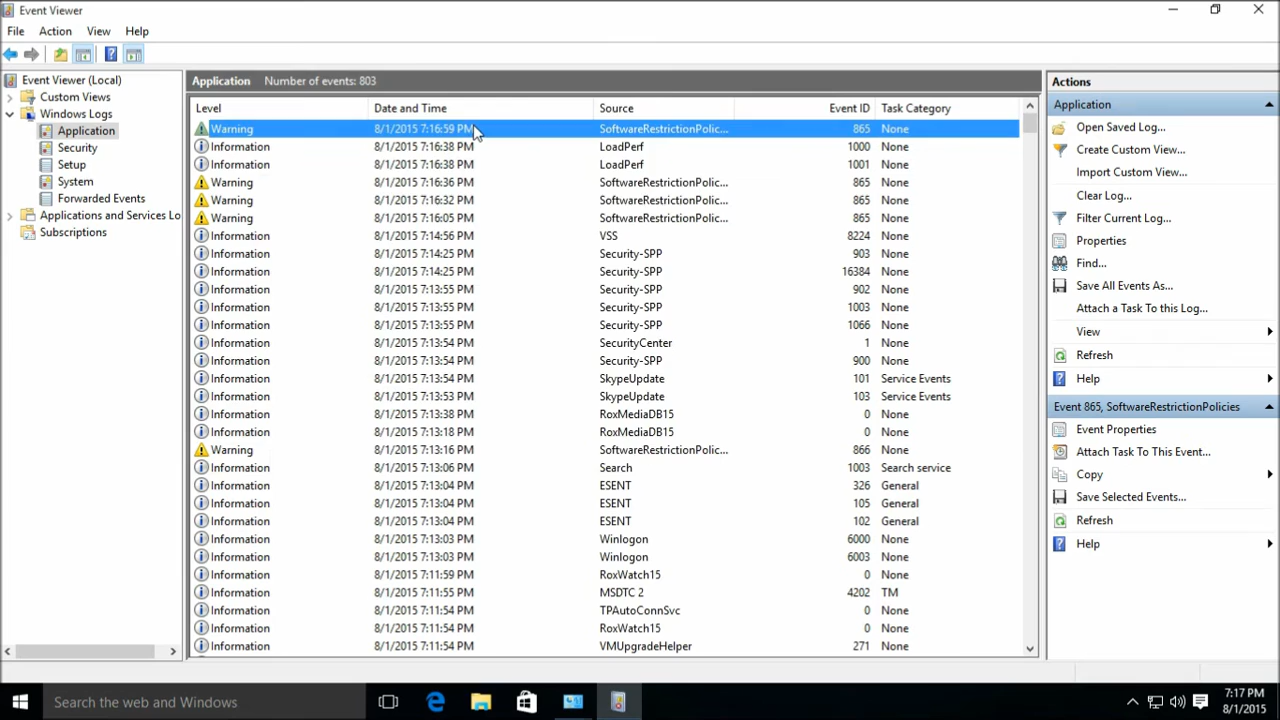 Event Viewer
File Action View Help
Event Viewer (Local)
Custom Views
Windows Logs
Application
Security
Setup
System
Forwarded Events
Applications and Services Lo
Subscriptions
Application Number of events: 803
Level Date and Time Source Event ID Task Category
Warning 8/1/2015 7:16:59 PM SoftwareRestrictionPolic... 865 None
Information 8/1/2015 7:16:38 PM LoadPerf 1000 None
Information 8/1/2015 7:16:38 PM LoadPerf 1001 None
Warning 8/1/2015 7:16:36 PM SoftwareRestrictionPolic... 865 None
Warning 8/1/2015 7:16:32 PM SoftwareRestrictionPolic... 865 None
Warning 8/1/2015 7:16:05 PM SoftwareRestrictionPolic... 865 None
Information 8/1/2015 7:14:56 PM VSS 8224 None
Information 8/1/2015 7:14:25 PM Security-SPP 903 None
Information 8/1/2015 7:14:25 PM Security-SPP 16384 None
Information 8/1/2015 7:13:55 PM Security-SPP 902 None
Information 8/1/2015 7:13:55 PM Security-SPP 1003 None
Information 8/1/2015 7:13:55 PM Security-SPP 1066 None
Information 8/1/2015 7:13:54 PM SecurityCenter 1 None
Information 8/1/2015 7:13:54 PM Security-SPP 900 None
Information 8/1/2015 7:13:54 PM SkypeUpdate 101 Service Events
Information 8/1/2015 7:13:53 PM SkypeUpdate 103 Service Events
Information 8/1/2015 7:13:38 PM RoxMediaDB15 0 None
Information 8/1/2015 7:13:18 PM RoxMediaDB15 0 None
Warning 8/1/2015 7:13:16 PM SoftwareRestrictionPolic... 866 None
Information 8/1/2015 7:13:06 PM Search 1003 Search service
Information 8/1/2015 7:13:04 PM ESENT 326 General
Information 8/1/2015 7:13:04 PM ESENT 105 General
Information 8/1/2015 7:13:04 PM ESENT 102 General
Information 8/1/2015 7:13:03 PM Winlogon 6000 None
Information 8/1/2015 7:13:03 PM Winlogon 6003 None
Information 8/1/2015 7:11:59 PM RoxWatch15 0 None
Information 8/1/2015 7:11:55 PM MSDTC 2 4202 TM
Information 8/1/2015 7:11:54 PM TPAutoConnSvc 0 None
Information 8/1/2015 7:11:54 PM RoxWatch15 0 None
Information 8/1/2015 7:11:54 PM VMUpgradeHelper 271 None
Actions
Application
Open Saved Log...
Create Custom View...
Import Custom View...
Clear Log...
Filter Current Log...
Properties
Find...
Save All Events As...
Attach a Task To this Log...
View
Refresh
Help
Event 865, SoftwareRestrictionPolicies
Event Properties
Attach Task To This Event...
Copy
Save Selected Events...
Refresh
Help
Search the web and Windows
7:17 PM
8/1/2015